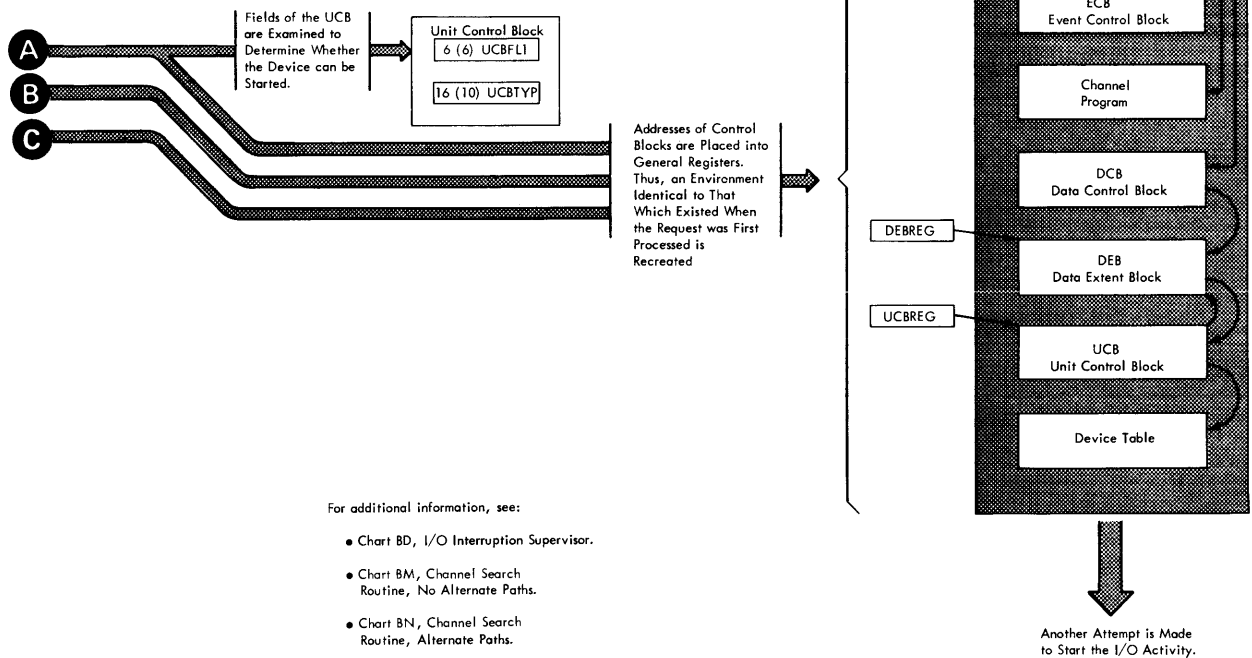 A
B
C
Fields of the UCB
are Examined to
Determine Whether
the Device can be
Started.
Unit Control Block
6 (6) UCBFL1
16 (10) UCBTYP
Addresses of Control
Blocks are Placed into
General Registers.
Thus, an Environment
Identical to That
Which Existed When
the Request was First
Processed is
Recreated
DEBREG
UCBREG
ECB
Event Control Block
Channel
Program
DCB
Data Control Block
DEB
Data Extent Block
UCB
Unit Control Block
Device Table
For additional information, see:
• Chart BD, I/O Interruption Supervisor.
• Chart BM, Channel Search
Routine, No Alternate Paths.
• Chart BN, Channel Search
Routine, Alternate Paths.
Another Attempt is Made
to Start the I/O Activity.